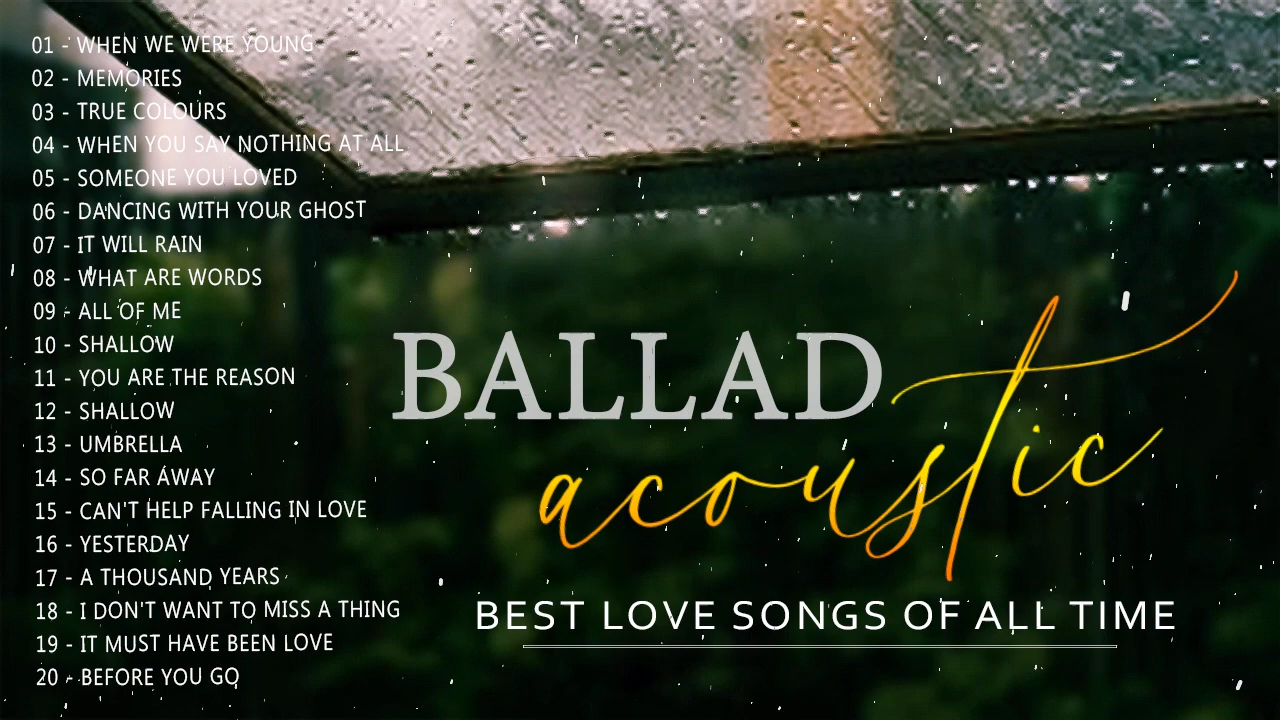 01 - WHEN WE WERE YOUNG
02 - MEMORIES
03 - TRUE COLOURS
04 - WHEN YOU SAY NOTHING AT ALL
05 - SOMEONE YOU LOVED
06 - DANCING WITH YOUR GHOST
07 - IT WILL RAIN
08 - WHAT ARE WORDS
09 - ALL OF ME
10 - SHALLOW
11 - YOU ARE THE REASON
12 - SHALLOW
13 - UMBRELLA
14 - SO FAR AWAY
15 - CAN'T HELP FALLING IN LOVE
16 - YESTERDAY
17 - A THOUSAND YEARS
18 - I DON'T WANT TO MISS A THING
19 - IT MUST HAVE BEEN LOVE
20 - BEFORE YOU GO
BALLAD
acoustic
BEST LOVE SONGS OF ALL TIME